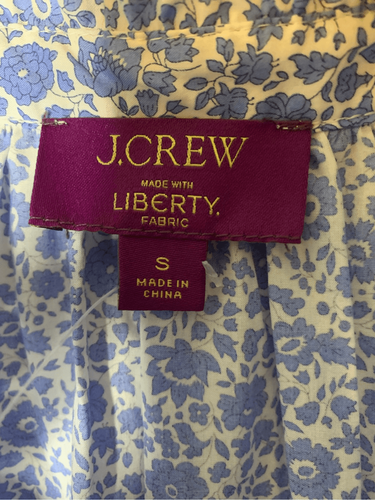 J.CREW
MADE WITH
LIBERTY.
FABRIC
S
MADE IN
CHINA